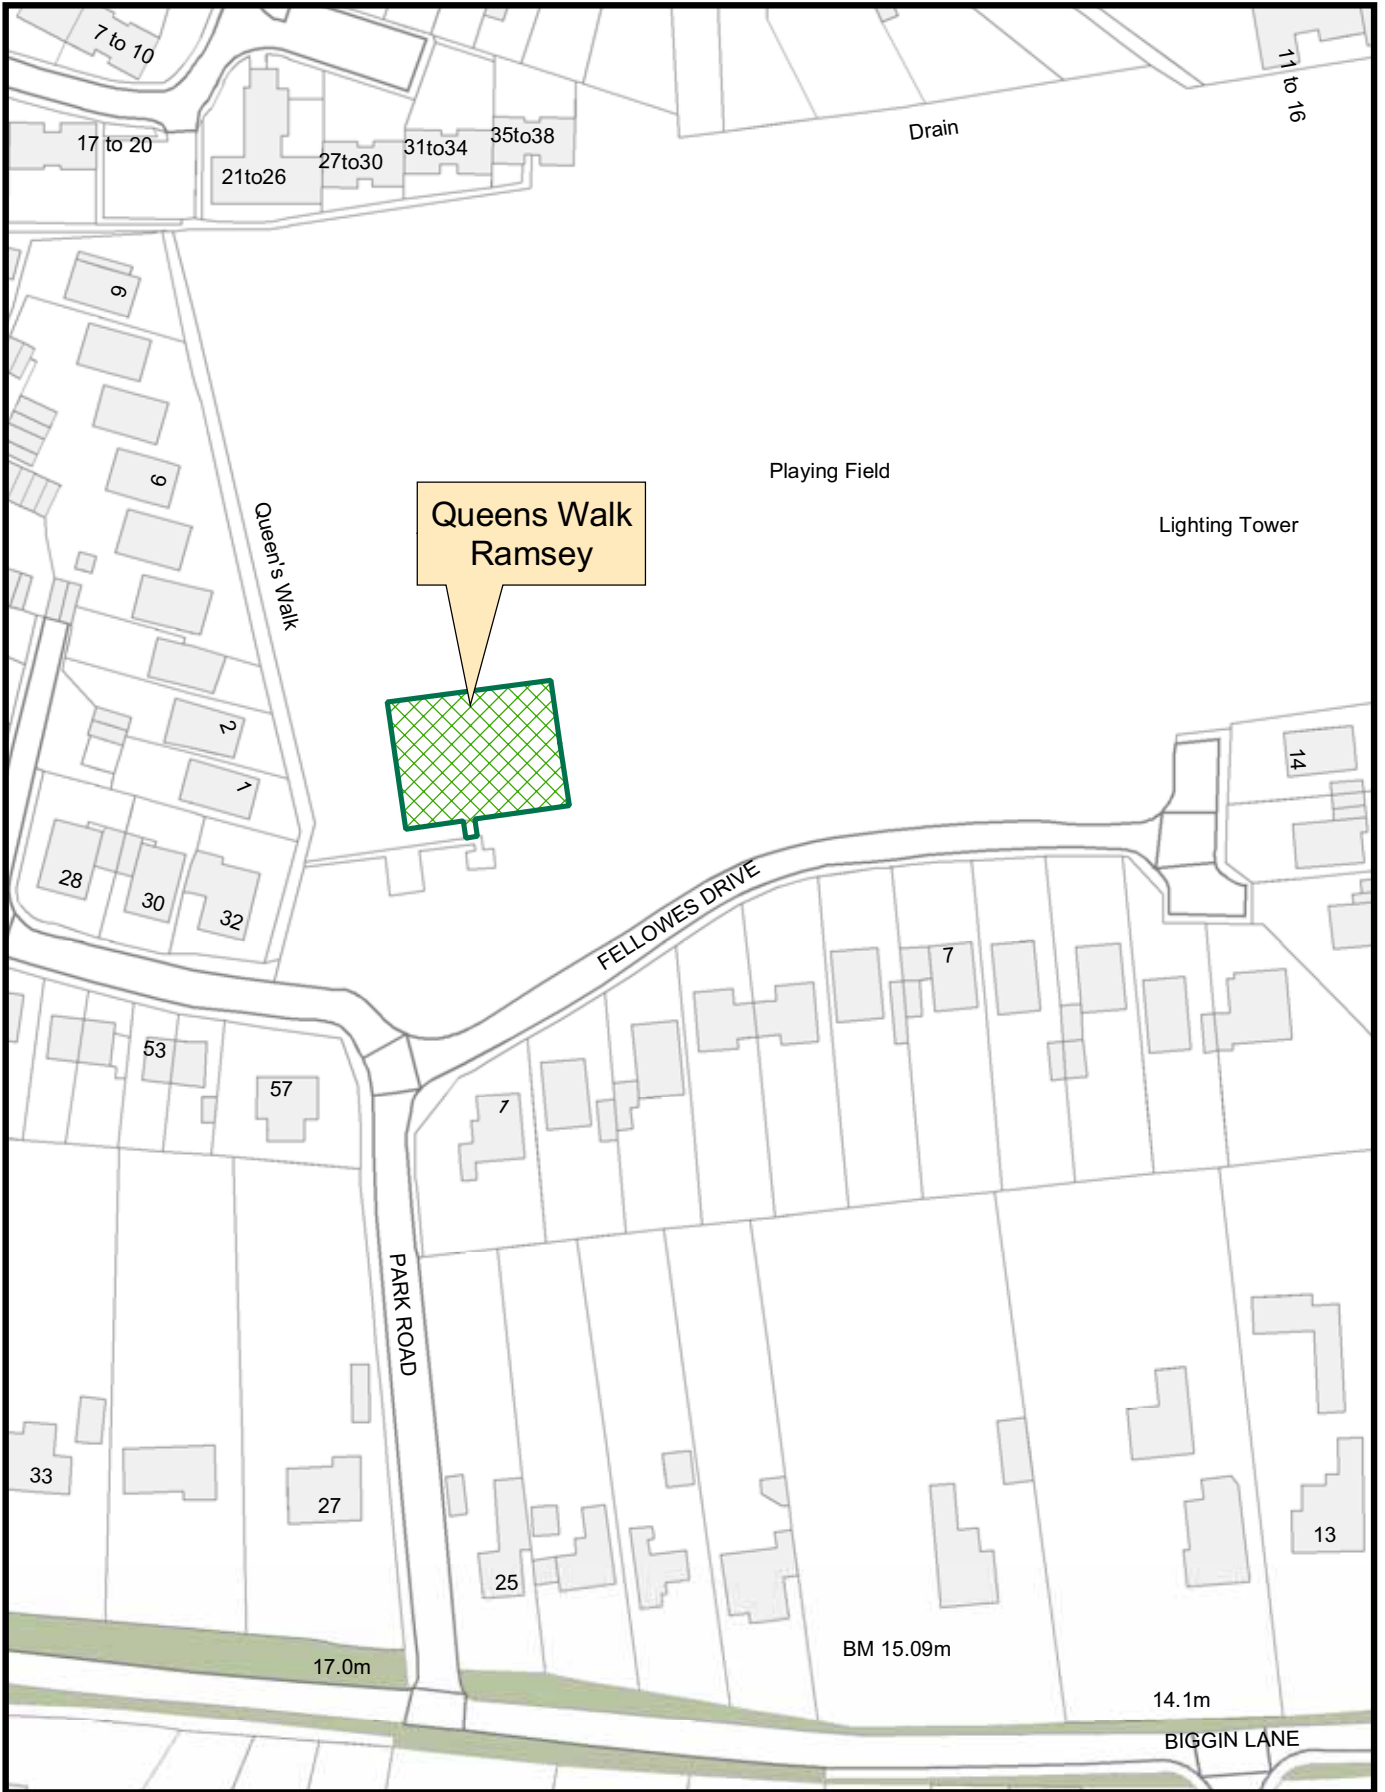 7 to 10
11 to 16
17 to 20
21to26
27to30
31to34
35to38
Drain
9
6
Queen's Walk
Playing Field
Lighting Tower
Queens Walk
Ramsey
2
1
14
28
30
32
FELLOWES DRIVE
7
53
57
1
PARK ROAD
33
27
25
13
BM 15.09m
17.0m
14.1m
BIGGIN LANE